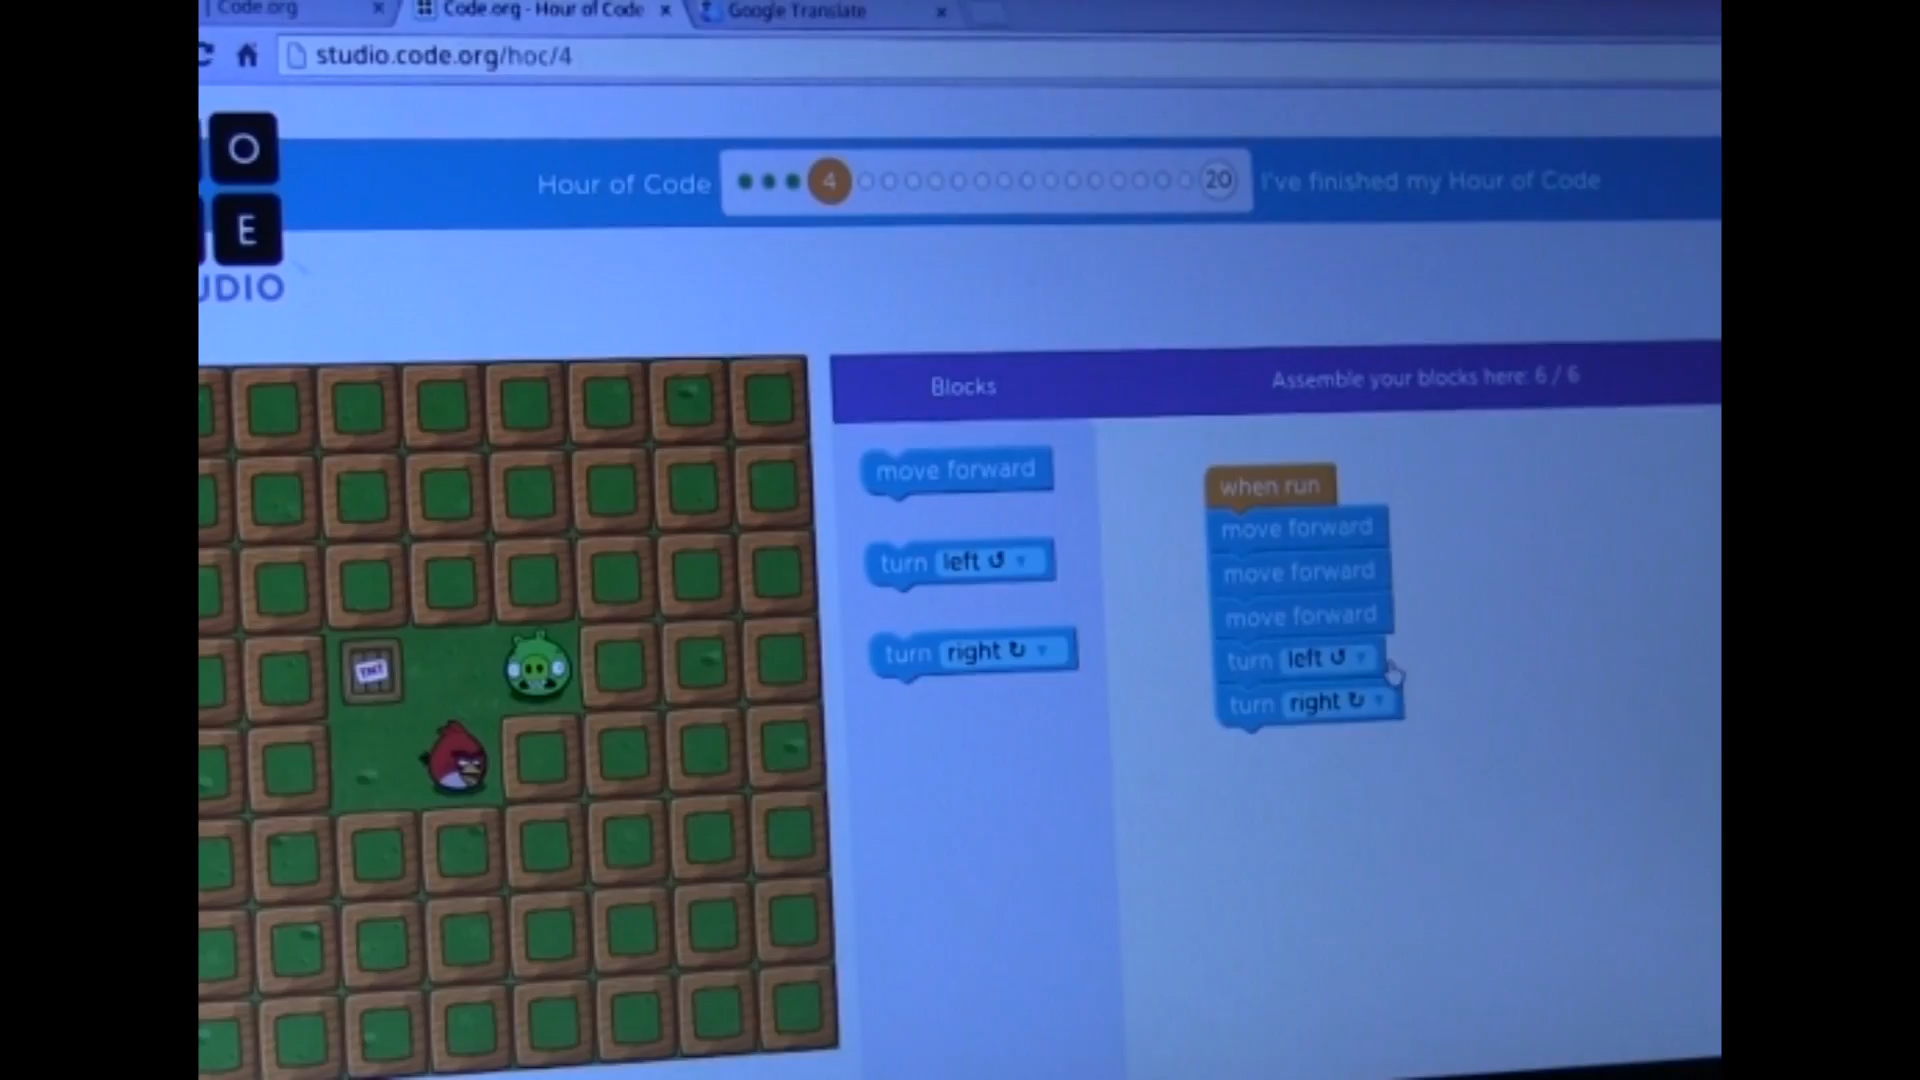 Code.org
Code.org - Hour of Code
Google Translate
studio.code.org/hoc/4
O
E
UDIO
Hour of Code
4
20
I've finished my Hour of Code
Blocks
Assemble your blocks here: 6 / 6
move forward
turn left ↺
turn right ↻
when run
move forward
move forward
move forward
turn left ↺
turn right ↻
TNT